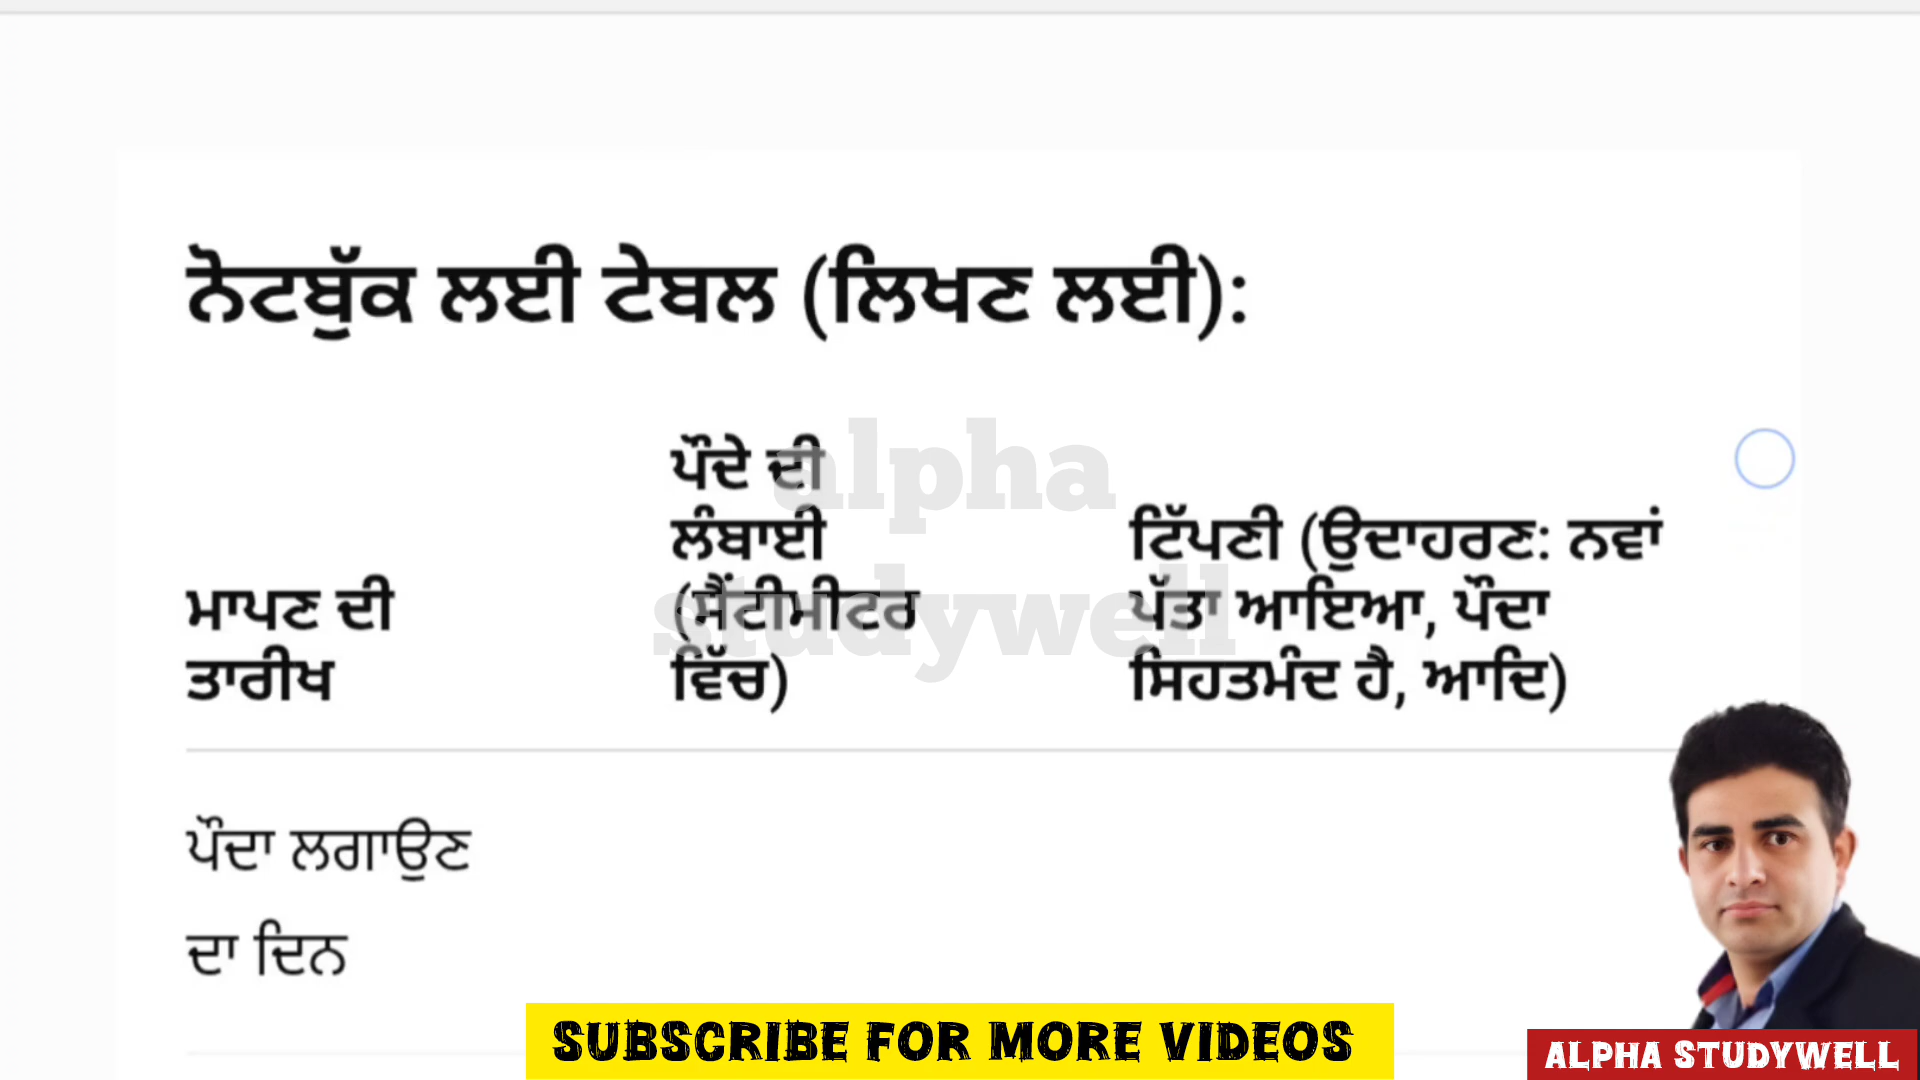 ਨੋਟਬੁੱਕ ਲਈ ਟੇਬਲ (ਲਿਖਣ ਲਈ):
ਮਾਪਣ ਦੀ
ਤਾਰੀਖ
ਪੌਦੇ ਦੀ
ਲੰਬਾਈ
(ਸੈਂਟੀਮੀਟਰ
ਵਿੱਚ)
ਟਿੱਪਣੀ (ਉਦਾਹਰਣ: ਨਵਾਂ
ਪੱਤਾ ਆਇਆ, ਪੌਦਾ
ਸਿਹਤਮੰਦ ਹੈ, ਆਦਿ)
alpha
studywell
ਪੌਦਾ ਲਗਾਉਣ
ਦਾ ਦਿਨ
SUBSCRIBE FOR MORE VIDEOS
ALPHA STUDYWELL